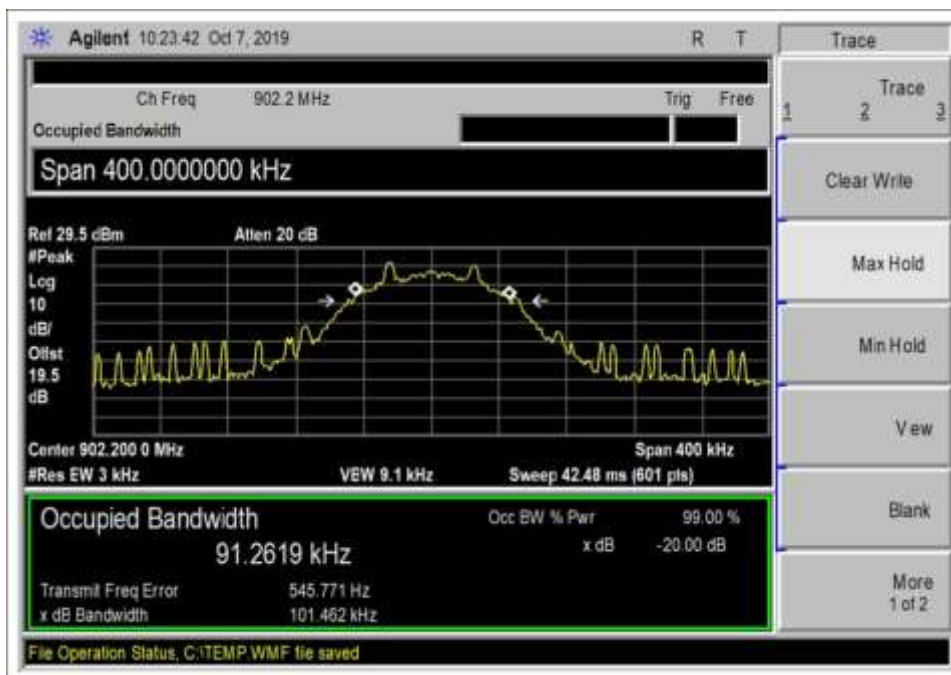 Agilent 10:23:42 Oct 7, 2019 R T
Trace
Ch Freq 902.2 MHz Trig Free
Occupied Bandwidth
Span 400.0000000 kHz
Ref 29.5 dBm Atten 20 dB
#Peak
Log
10
dB/
Offst
19.5
dB
Center 902.200 0 MHz Span 400 kHz
#Res BW 3 kHz VBW 9.1 kHz Sweep 42.48 ms (601 pts)
Occupied Bandwidth
91.2619 kHz
Occ BW % Pwr 99.00 %
x dB -20.00 dB
Transmit Freq Error 545.771 Hz
x dB Bandwidth 101.462 kHz
File Operation Status, C:\TEMP.WMF file saved
Trace
1 2 3
Clear Write
Max Hold
Min Hold
View
Blank
More
1 of 2